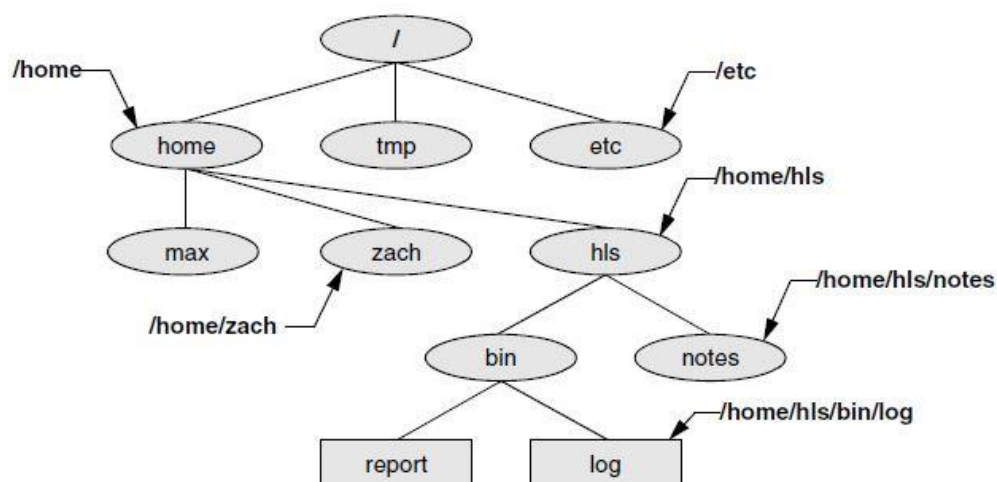 /
/home
/etc
home
tmp
etc
/home/hls
max
zach
hls
/home/hls/notes
/home/zach
bin
notes
/home/hls/bin/log
report
log